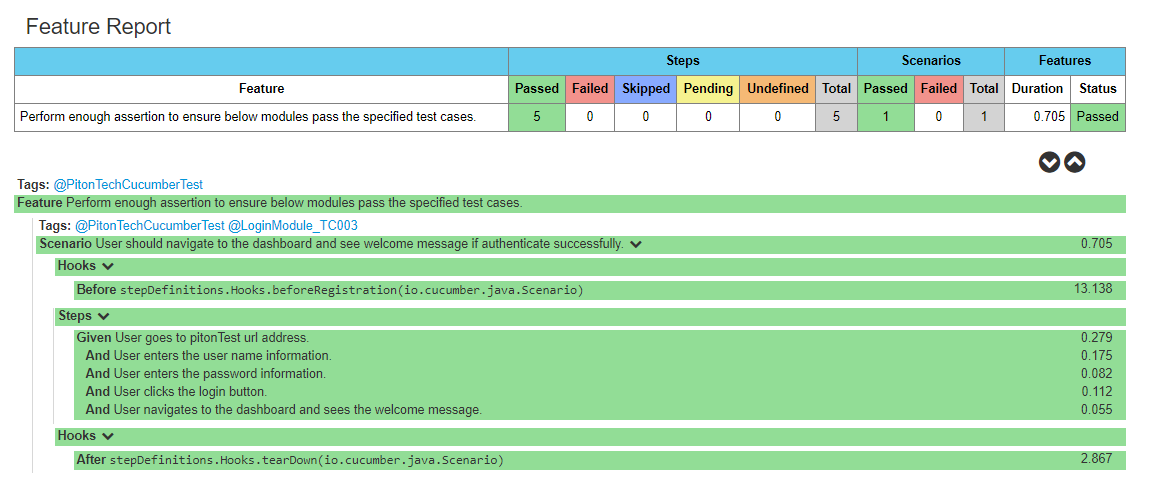 Feature Report
Steps Scenarios Features
Feature Passed Failed Skipped Pending Undefined Total Passed Failed Total Duration Status
Perform enough assertion to ensure below modules pass the specified test cases. 5 0 0 0 0 5 1 0 1 0.705 Passed
Tags: @PitonTechCucumberTest
Feature Perform enough assertion to ensure below modules pass the specified test cases.
Tags: @PitonTechCucumberTest @LoginModule_TC003
Scenario User should navigate to the dashboard and see welcome message if authenticate successfully. 0.705
Hooks
Before stepDefinitions.Hooks.beforeRegistration(io.cucumber.java.Scenario) 13.138
Steps
Given User goes to pitonTest url address. 0.279
And User enters the user name information. 0.175
And User enters the password information. 0.082
And User clicks the login button. 0.112
And User navigates to the dashboard and sees the welcome message. 0.055
Hooks
After stepDefinitions.Hooks.tearDown(io.cucumber.java.Scenario) 2.867